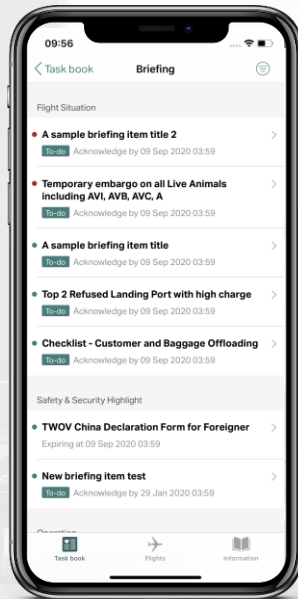 09:56
Task book
Briefing
Flight Situation
A sample briefing item title 2
To-do Acknowledge by 09 Sep 2020 03:59
Temporary embargo on all Live Animals
including AVI, AVB, AVC, A
To-do Acknowledge by 09 Sep 2020 03:59
A sample briefing item title
To-do Acknowledge by 09 Sep 2020 03:59
Top 2 Refused Landing Port with high charge
To-do Acknowledge by 09 Sep 2020 03:59
Checklist - Customer and Baggage Offloading
To-do Acknowledge by 09 Sep 2020 03:59
Safety & Security Highlight
TWOV China Declaration Form for Foreigner
Expiring at 09 Sep 2020 03:59
New briefing item test
To-do Acknowledge by 29 Jan 2020 03:59
Operation
Task book
Flights
Information